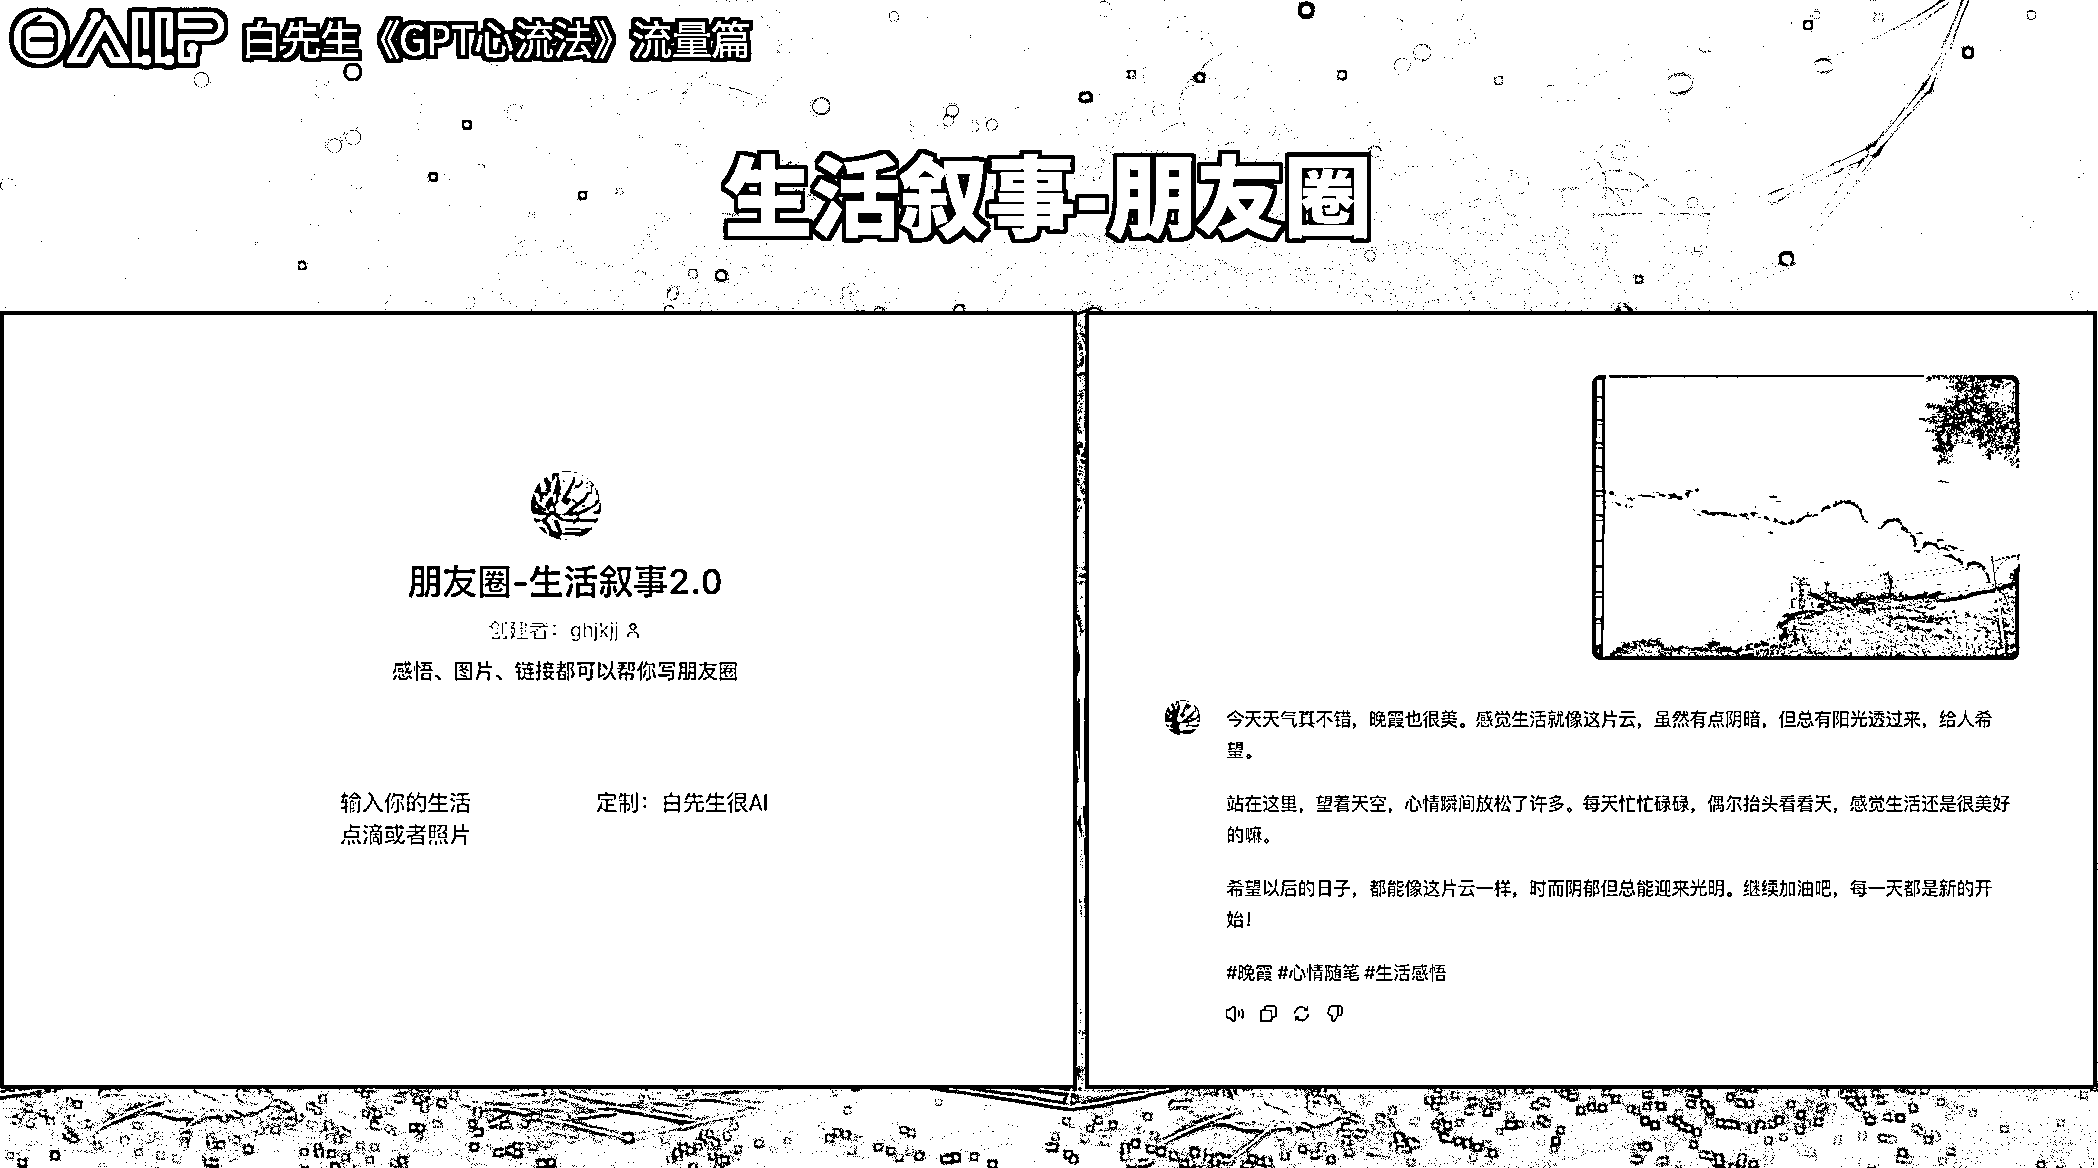 白先生《GPT心流法》流量篇
生活叙事-朋友圈
朋友圈-生活叙事2.0
创建者：ghjkjj
感悟、图片、链接都可以帮你写朋友圈
输入你的生活
点滴或者照片
定制：白先生很AI
今天天气真不错，晚霞也很美。感觉生活就像这片云，虽然有点阴暗，但总有阳光透过来，给人希
望。
站在这里，望着天空，心情瞬间放松了许多。每天忙忙碌碌，偶尔抬头看看天，感觉生活还是很美好
的嘛。
希望以后的日子，都能像这片云一样，时而阴郁但总能迎来光明。继续加油吧，每一天都是新的开
始！
#晚霞 #心情随笔 #生活感悟